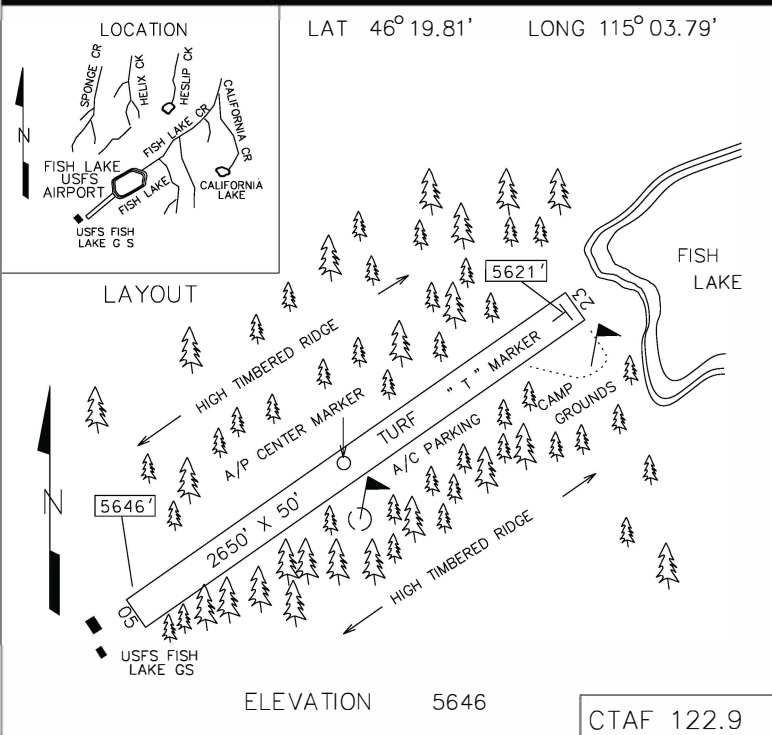 LOCATION
LAT 46° 19.81' LONG 115° 03.79'
SPONGE CR
HELIX CK
HESLIP CK
CALIFORNIA CR
FISH LAKE CR
N
FISH LAKE
USFS
AIRPORT
FISH LAKE
CALIFORNIA
LAKE
USFS FISH
LAKE G S
LAYOUT
5621'
FISH
LAKE
23
HIGH TIMBERED RIDGE
" T " MARKER
A/P CENTER MARKER
TURF
CAMP
GROUNDS
A/C PARKING
N
5646'
2650' X 50'
HIGH TIMBERED RIDGE
05
USFS FISH
LAKE GS
ELEVATION 5646
CTAF 122.9